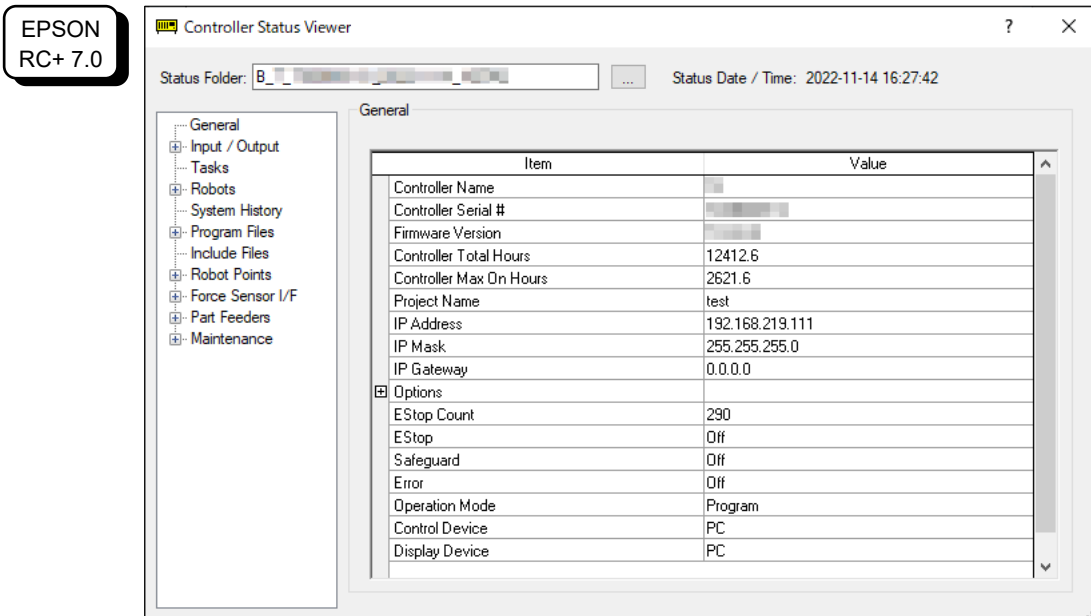 EPSON
RC+ 7.0
Controller Status Viewer
Status Folder: B_
... Status Date / Time: 2022-11-14 16:27:42
General
Input / Output
Tasks
Robots
System History
Program Files
Include Files
Robot Points
Force Sensor I/F
Part Feeders
Maintenance
General
Item Value
Controller Name
Controller Serial #
Firmware Version
Controller Total Hours 12412.6
Controller Max On Hours 2621.6
Project Name test
IP Address 192.168.219.111
IP Mask 255.255.255.0
IP Gateway 0.0.0.0
Options
EStop Count 290
EStop Off
Safeguard Off
Error Off
Operation Mode Program
Control Device PC
Display Device PC